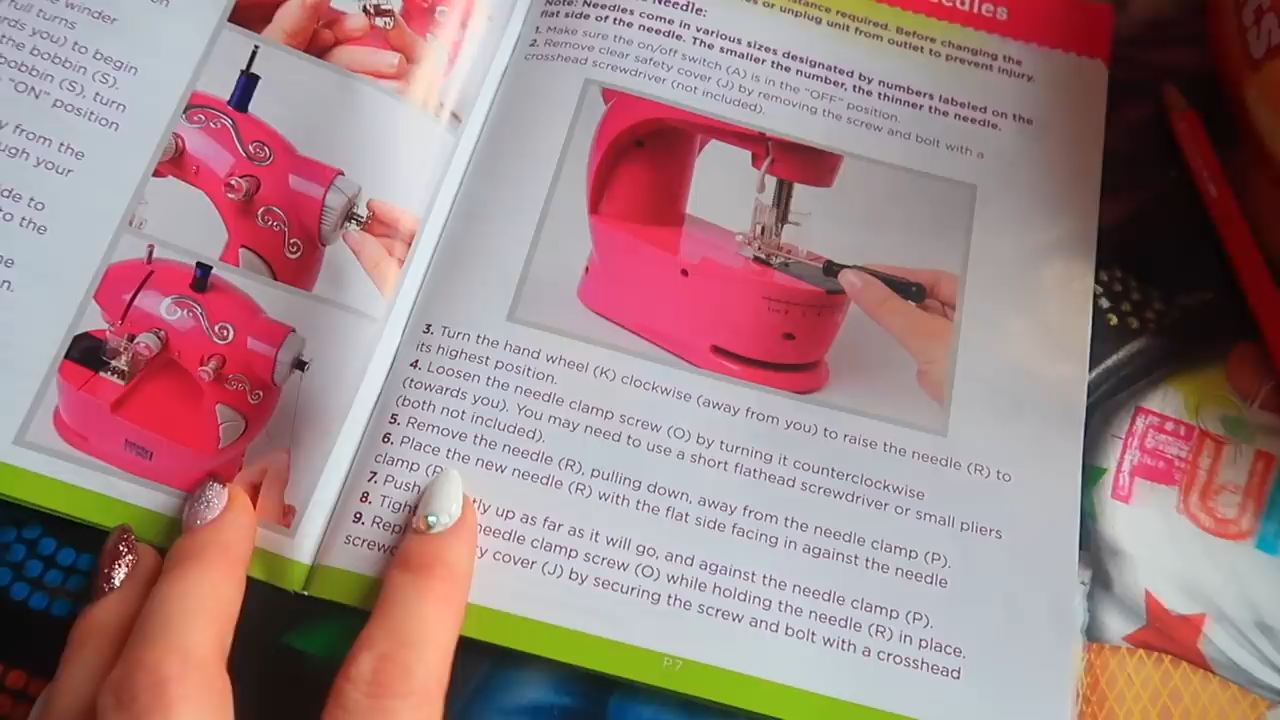 on
winder
full turns
rds you) to begin
the bobbin (S).
bobbin (S), turn
"ON" position
y from the
ugh your
de to
to the
he
n.
edles
tance required. Before changing the
es or unplug unit from outlet to prevent injury.
Needle:
Note: Needles come in various sizes designated by numbers labeled on the
flat side of the needle. The smaller the number, the thinner the needle.
1. Make sure the on/off switch (A) is in the "OFF" position.
2. Remove clear safety cover (J) by removing the screw and bolt with a
crosshead screwdriver (not included).
3. Turn the hand wheel (K) clockwise (away from you) to raise the needle (R) to
its highest position.
4. Loosen the needle clamp screw (O) by turning it counterclockwise
(towards you). You may need to use a short flathead screwdriver or small pliers
(both not included).
5. Remove the needle (R), pulling down, away from the needle clamp (P).
6. Place the new needle (R) with the flat side facing in against the needle
clamp (P
7. Push tly up as far as it will go, and against the needle clamp (P).
8. Tigh needle clamp screw (O) while holding the needle (R) in place.
9. Rep y cover (J) by securing the screw and bolt with a crosshead
screw
P.7